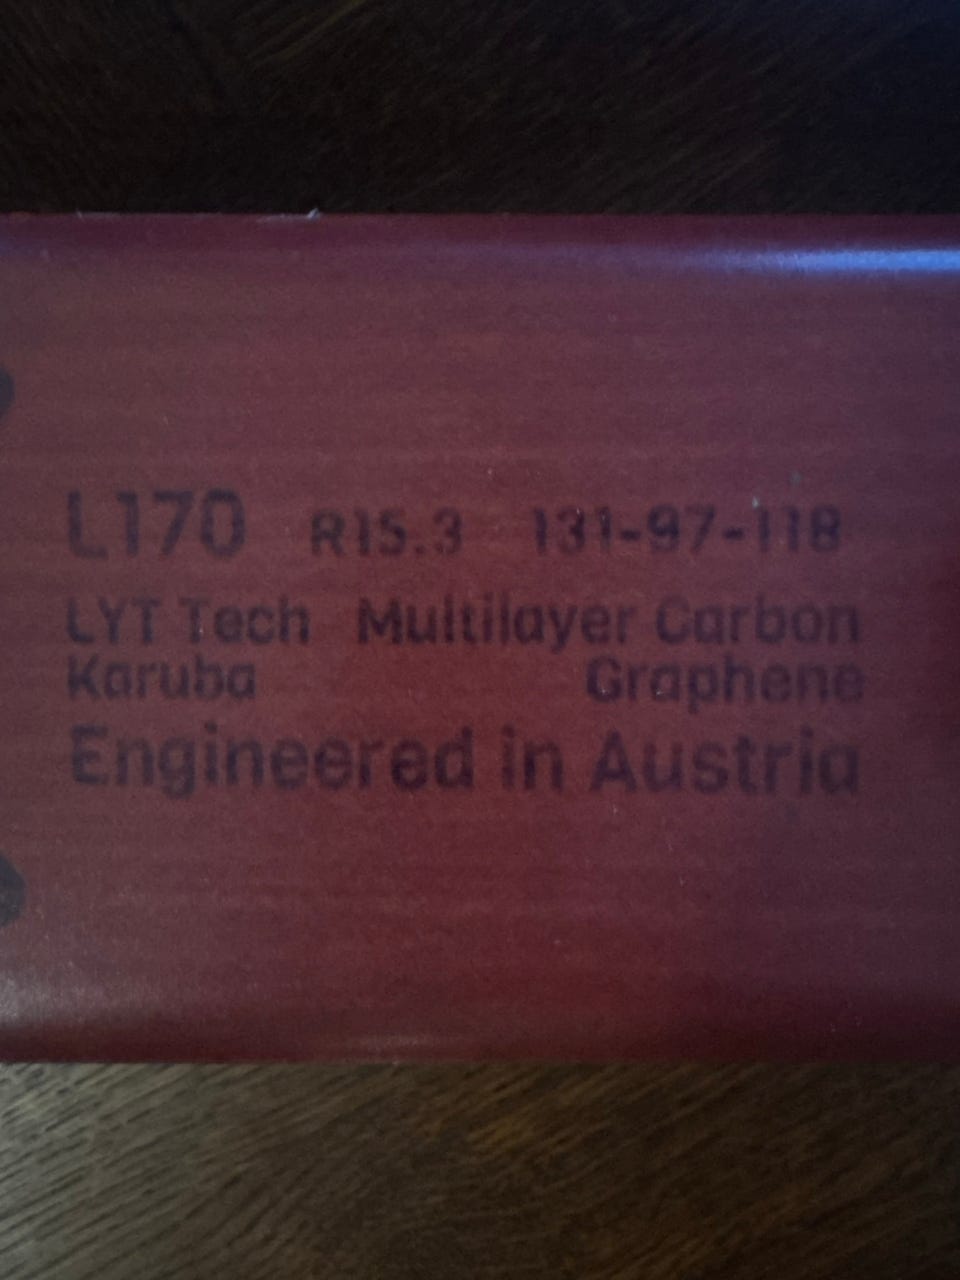 L170 R15.3 131-97-118
LYT Tech Multilayer Carbon
Karuba Graphene
Engineered in Austria